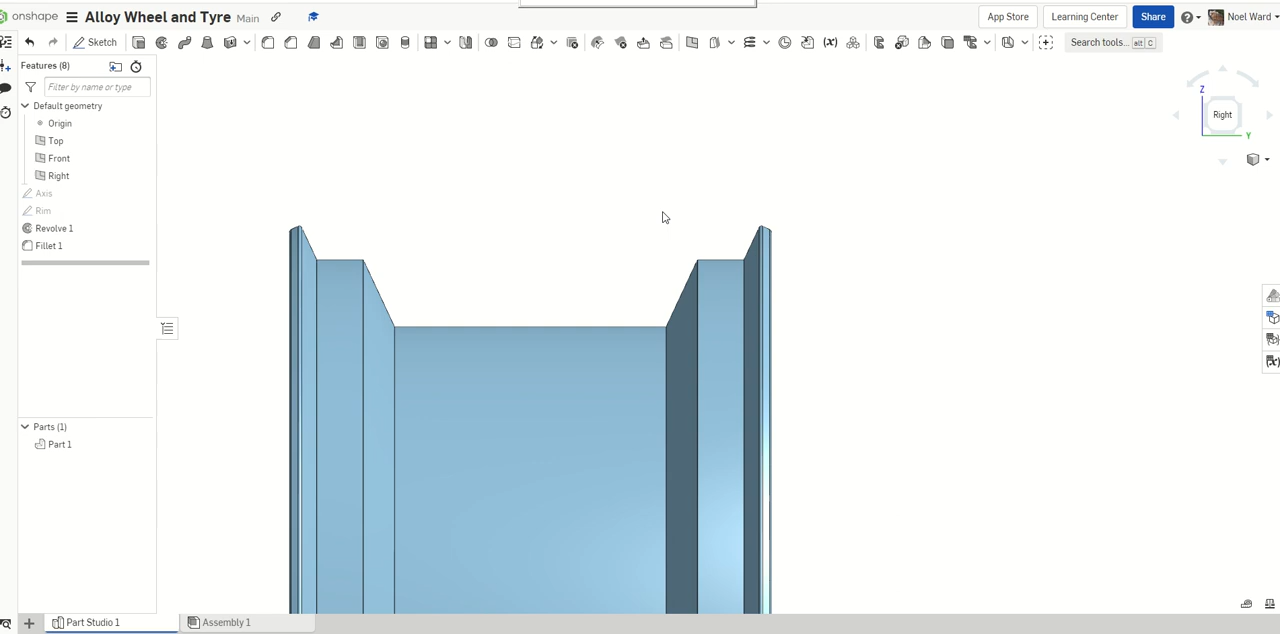 onshape Alloy Wheel and Tyre Main App Store Learning Center Share Noel Ward
Sketch (x) Search tools... alt C
Features (8)
Filter by name or type
Default geometry
Origin
Top
Front
Right
Axis
Rim
Revolve 1
Fillet 1
Z
Right
Y
(x)
Parts (1)
Part 1
Part Studio 1 Assembly 1